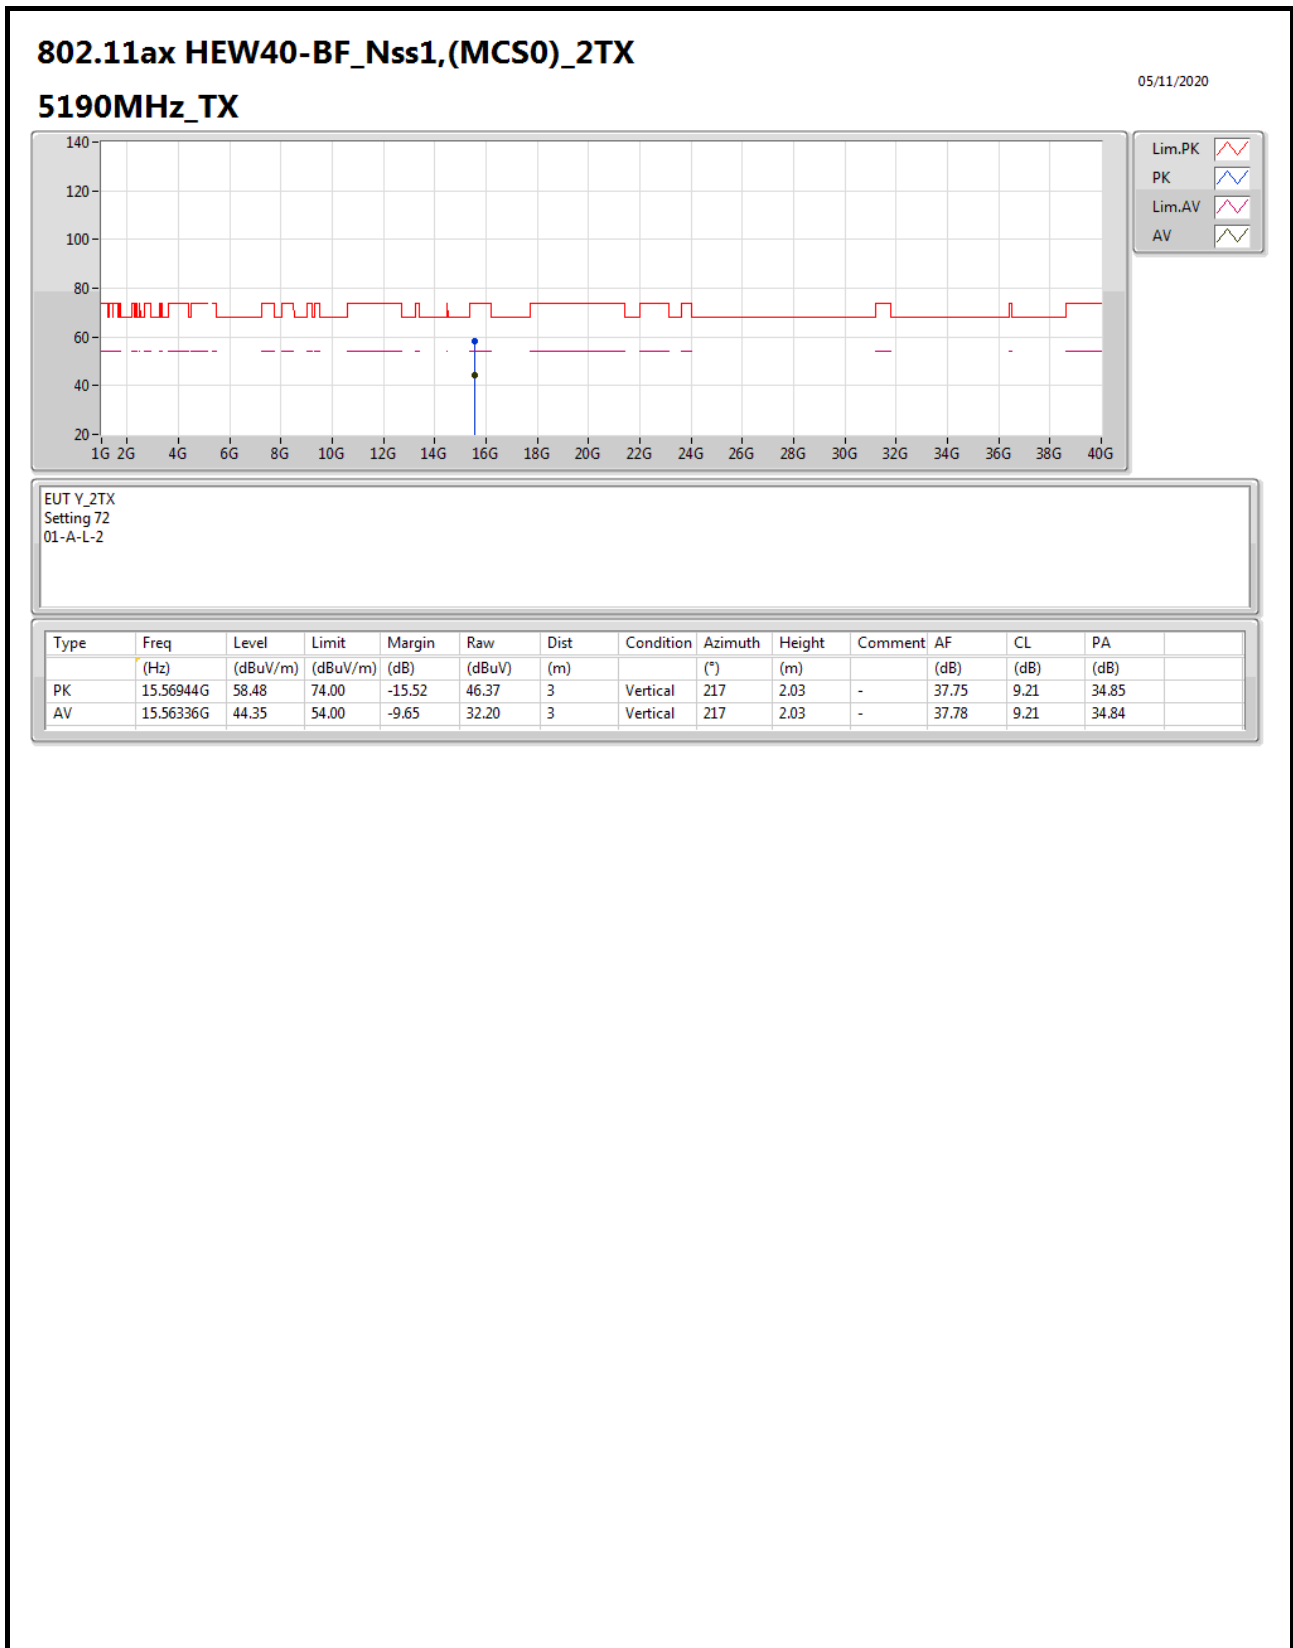 802.11ax HEW40-BF_Nss1,(MCS0)_2TX
05/11/2020
5190MHz_TX
140
120
100
80
60
40
20
1G 2G 4G 6G 8G 10G 12G 14G 16G 18G 20G 22G 24G 26G 28G 30G 32G 34G 36G 38G 40G
Lim.PK
PK
Lim.AV
AV
EUT Y_2TX
Setting 72
01-A-L-2
Type Freq Level Limit Margin Raw Dist Condition Azimuth Height Comment AF CL PA
(Hz) (dBuV/m) (dBuV/m) (dB) (dBuV) (m) (°) (m) (dB) (dB) (dB)
PK 15.56944G 58.48 74.00 -15.52 46.37 3 Vertical 217 2.03 - 37.75 9.21 34.85
AV 15.56336G 44.35 54.00 -9.65 32.20 3 Vertical 217 2.03 - 37.78 9.21 34.84